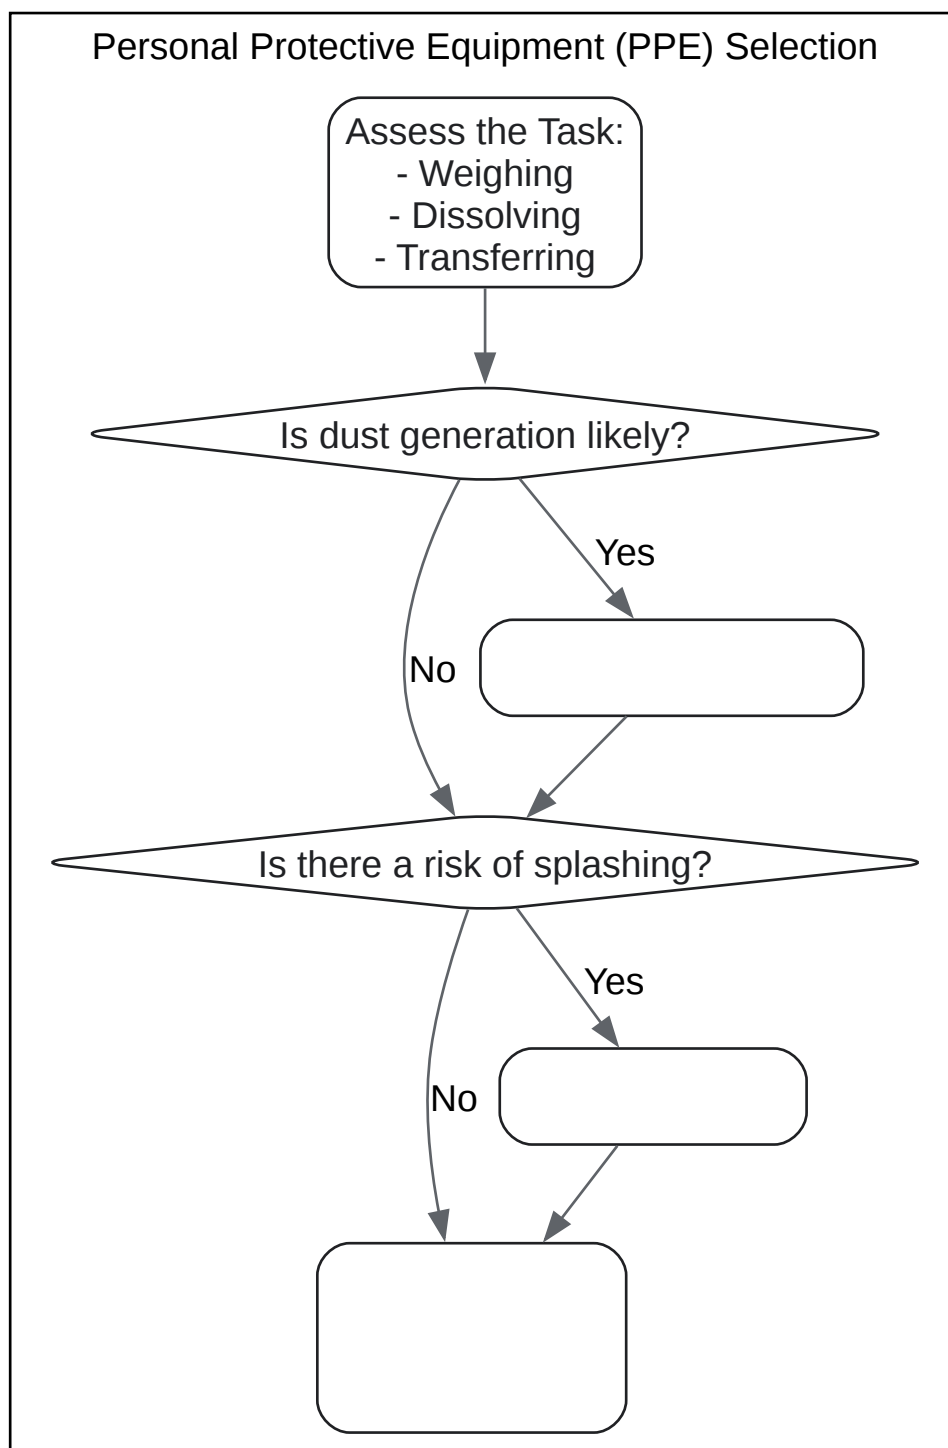 Personal Protective Equipment (PPE) Selection
Assess the Task:
- Weighing
- Dissolving
- Transferring
Is dust generation likely?
Yes
No
Is there a risk of splashing?
Yes
No